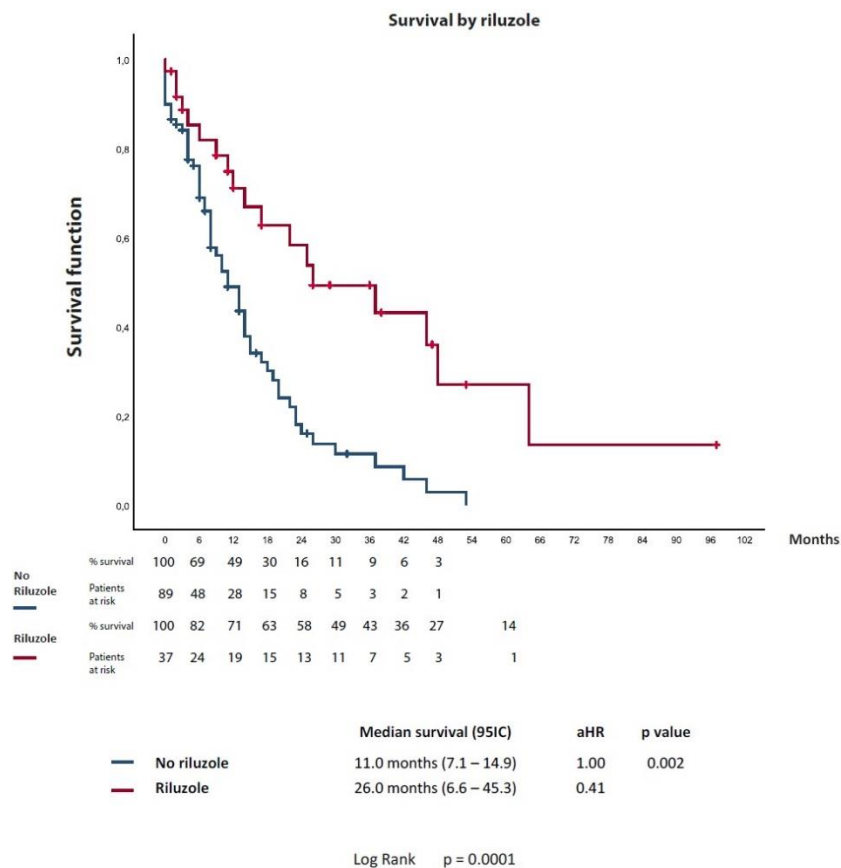 Survival by riluzole
Survival function
1,0
0,8
0,6
0,4
0,2
0,0
0 6 12 18 24 30 36 42 48 54 60 66 72 78 84 90 96 102 Months
% survival 100 69 49 30 16 11 9 6 3
No Riluzole
Patients at risk 89 48 28 15 8 5 3 2 1
% survival 100 82 71 63 58 49 43 36 27 14
Riluzole
Patients at risk 37 24 19 15 13 11 7 5 3 1
Median survival (95IC) aHR p value
No riluzole 11.0 months (7.1 – 14.9) 1.00 0.002
Riluzole 26.0 months (6.6 – 45.3) 0.41
Log Rank p = 0.0001